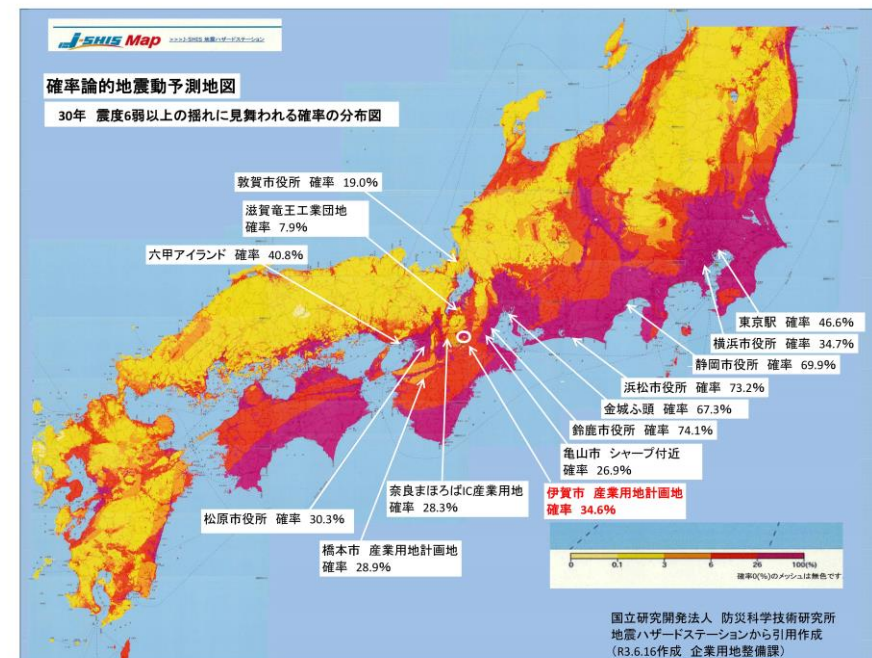 J-SHIS Map >>>J-SHIS 地震ハザードステーション
確率論的地震動予測地図
30年 震度6弱以上の揺れに見舞われる確率の分布図
敦賀市役所 確率 19.0%
滋賀竜王工業団地
確率 7.9%
六甲アイランド 確率 40.8%
東京駅 確率 46.6%
横浜市役所 確率 34.7%
静岡市役所 確率 69.9%
浜松市役所 確率 73.2%
金城ふ頭 確率 67.3%
鈴鹿市役所 確率 74.1%
亀山市 シャープ付近
確率 26.9%
奈良まほろばIC産業用地
確率 28.3%
伊賀市 産業用地計画地
確率 34.6%
松原市役所 確率 30.3%
橋本市 産業用地計画地
確率 28.9%
0 0.1 3 6 26 100(%)
確率0(%)のメッシュは無色です
国立研究開発法人 防災科学技術研究所
地震ハザードステーションから引用作成
(R3.6.16作成 企業用地整備課)